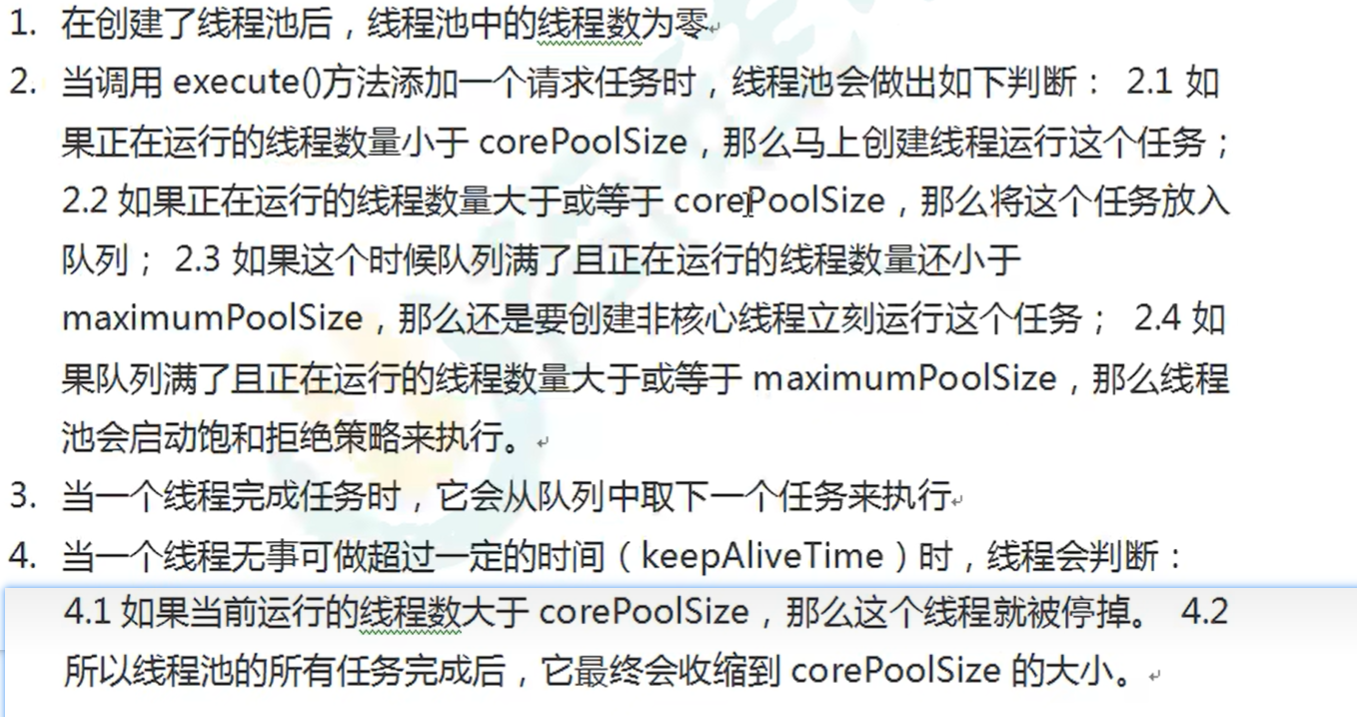 1. 在创建了线程池后，线程池中的线程数为零
2. 当调用 execute()方法添加一个请求任务时，线程池会做出如下判断： 2.1 如
果正在运行的线程数量小于 corePoolSize，那么马上创建线程运行这个任务；
2.2 如果正在运行的线程数量大于或等于 corePoolSize，那么将这个任务放入
队列； 2.3 如果这个时候队列满了且正在运行的线程数量还小于
maximumPoolSize，那么还是要创建非核心线程立刻运行这个任务； 2.4 如
果队列满了且正在运行的线程数量大于或等于 maximumPoolSize，那么线程
池会启动饱和拒绝策略来执行。
3. 当一个线程完成任务时，它会从队列中取下一个任务来执行
4. 当一个线程无事可做超过一定的时间（keepAliveTime）时，线程会判断：
4.1 如果当前运行的线程数大于 corePoolSize，那么这个线程就被停掉。 4.2
所以线程池的所有任务完成后，它最终会收缩到 corePoolSize 的大小。